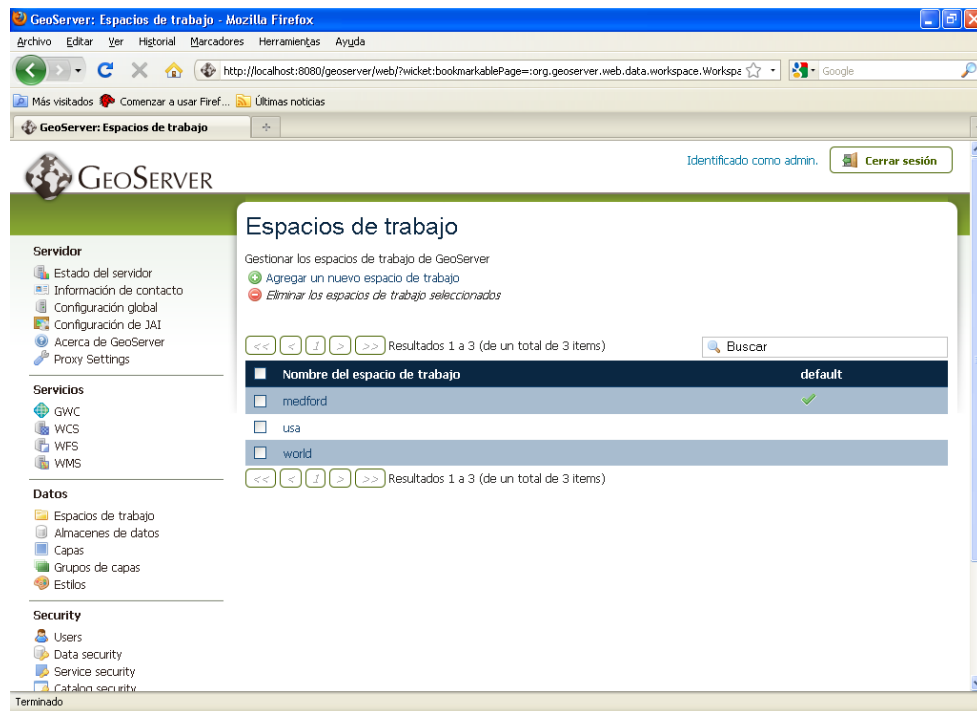 GeoServer: Espacios de trabajo - Mozilla Firefox
Archivo Editar Ver Historial Marcadores Herramientas Ayuda
http://localhost:8080/geoserver/web/?wicket:bookmarkablePage=:org.geoserver.web.data.workspace.Workspa
Google
Más visitados Comenzar a usar Firef... Últimas noticias
GeoServer: Espacios de trabajo
GEOSERVER
Identificado como admin.
Cerrar sesión
Servidor
Estado del servidor
Información de contacto
Configuración global
Configuración de JAI
Acerca de GeoServer
Proxy Settings
Servicios
GWC
WCS
WFS
WMS
Datos
Espacios de trabajo
Almacenes de datos
Capas
Grupos de capas
Estilos
Security
Users
Data security
Service security
Catalog security
Espacios de trabajo
Gestionar los espacios de trabajo de GeoServer
Agregar un nuevo espacio de trabajo
Eliminar los espacios de trabajo seleccionados
<< < 1 > >> Resultados 1 a 3 (de un total de 3 items)
Buscar
Nombre del espacio de trabajo default
medford
usa
world
<< < 1 > >> Resultados 1 a 3 (de un total de 3 items)
Terminado